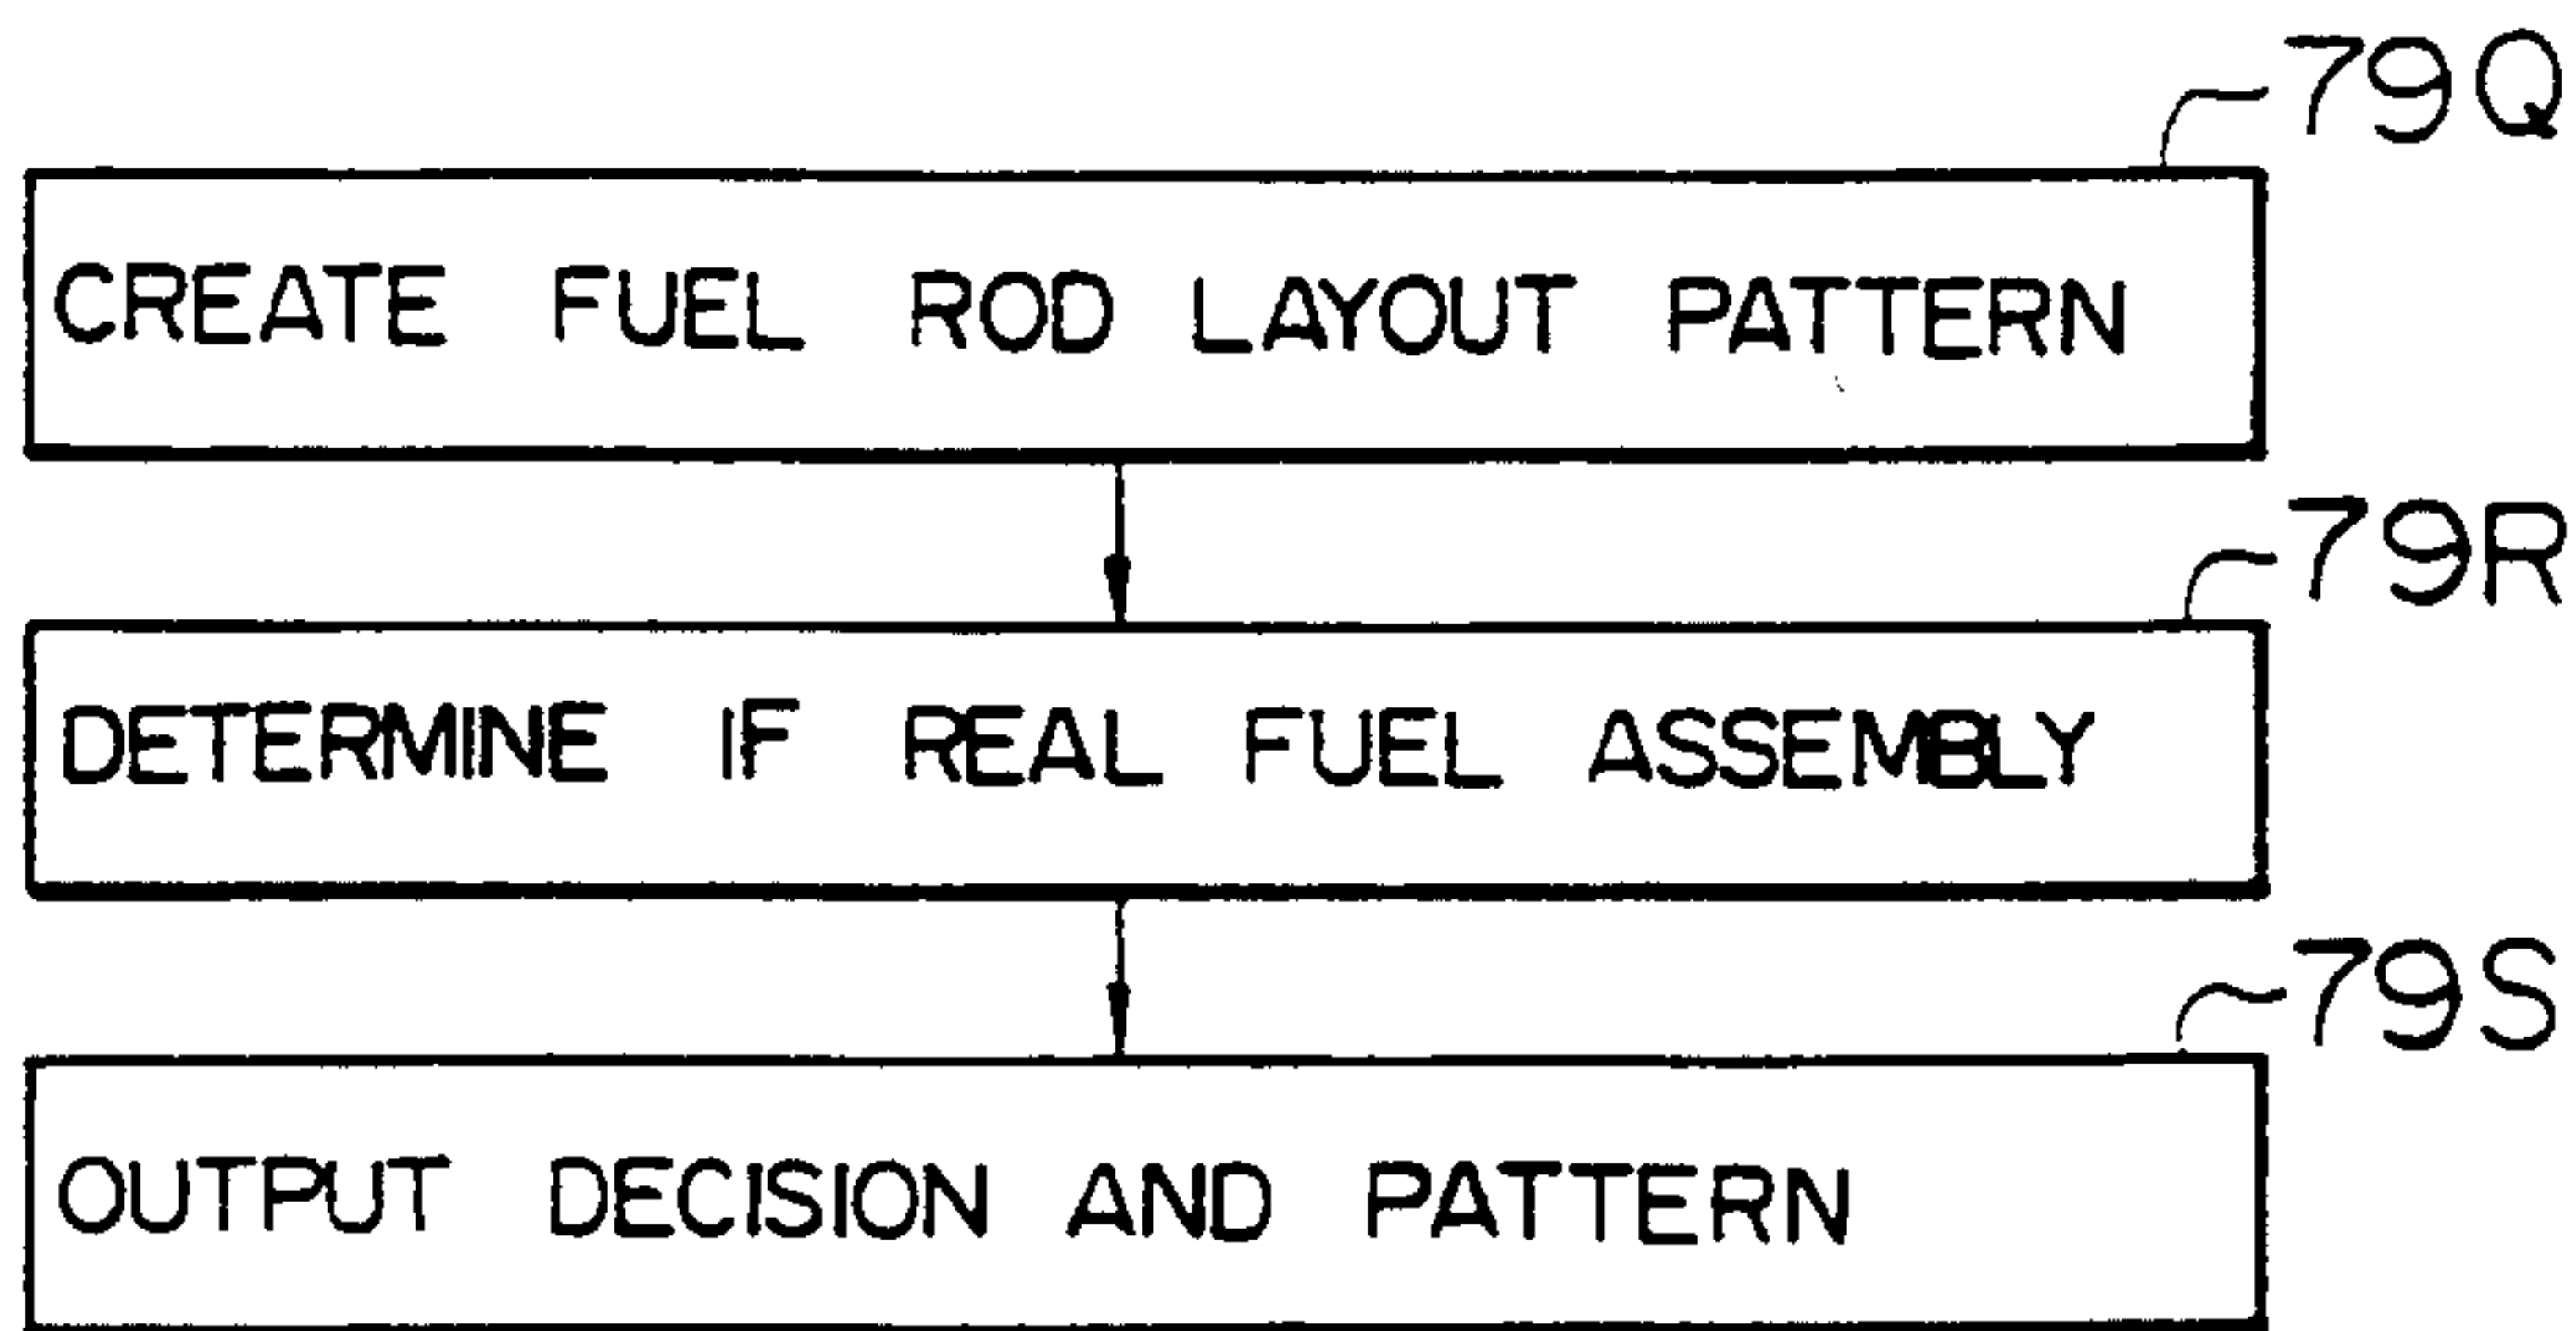 79Q
CREATE FUEL ROD LAYOUT PATTERN
79R
DETERMINE IF REAL FUEL ASSEMBLY
79S
OUTPUT DECISION AND PATTERN